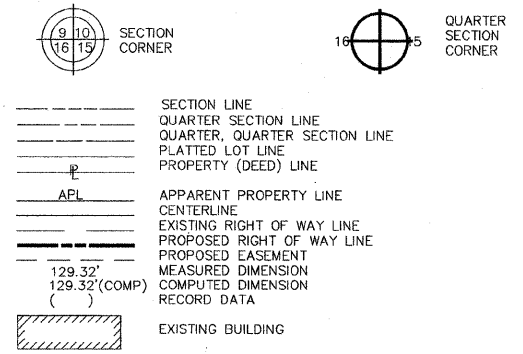 9 10
16 15
SECTION
CORNER
16 15
QUARTER
SECTION
CORNER
SECTION LINE
QUARTER SECTION LINE
QUARTER, QUARTER SECTION LINE
PLATTED LOT LINE
PL PROPERTY (DEED) LINE
APL APPARENT PROPERTY LINE
CENTERLINE
EXISTING RIGHT OF WAY LINE
PROPOSED RIGHT OF WAY LINE
PROPOSED EASEMENT
129.32' MEASURED DIMENSION
129.32'(COMP) COMPUTED DIMENSION
( ) RECORD DATA
EXISTING BUILDING